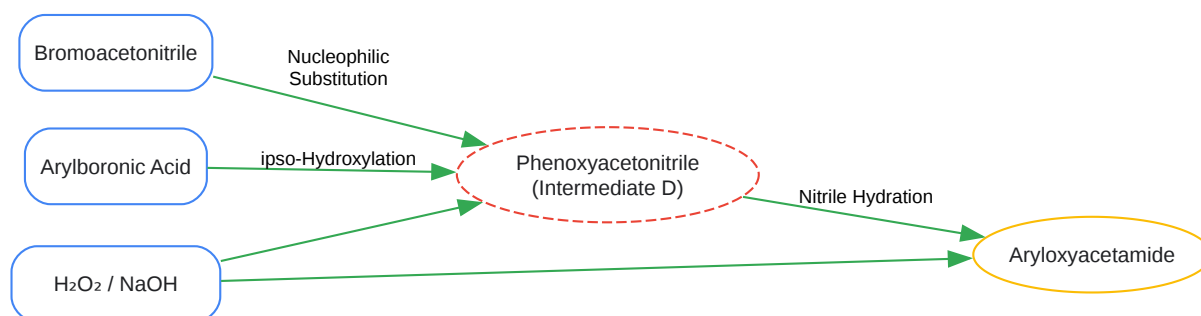 Bromoacetonitrile
Nucleophilic
Substitution
Arylboronic Acid
ipso-Hydroxylation
Phenoxyacetonitrile
(Intermediate D)
Nitrile Hydration
H₂O₂ / NaOH
Aryloxyacetamide